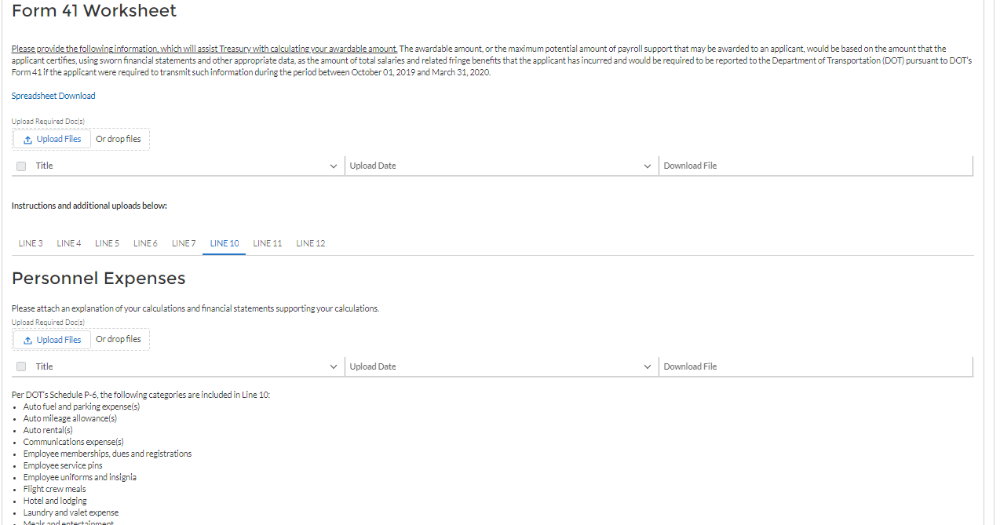 Form 41 Worksheet
Please provide the following information, which will assist Treasury with calculating your awardable amount. The awardable amount, or the maximum potential amount of payroll support that may be awarded to an applicant, would be based on the amount that the
applicant certifies, using sworn financial statements and other appropriate data, as the amount of total salaries and related fringe benefits that the applicant has incurred and would be required to be reported to the Department of Transportation (DOT) pursuant to DOT's
Form 41 if the applicant were required to transmit such information during the period between October 01, 2019 and March 31, 2020.
Spreadsheet Download
Upload Required Doc(s)
Upload Files Or drop files
Title Upload Date Download File
Instructions and additional uploads below:
LINE 3 LINE 4 LINE 5 LINE 6 LINE 7 LINE 10 LINE 11 LINE 12
Personnel Expenses
Please attach an explanation of your calculations and financial statements supporting your calculations.
Upload Required Doc(s)
Upload Files Or drop files
Title Upload Date Download File
Per DOT's Schedule P-6, the following categories are included in Line 10:
• Auto fuel and parking expense(s)
• Auto mileage allowance(s)
• Auto rental(s)
• Communications expense(s)
• Employee memberships, dues and registrations
• Employee service pins
• Employee uniforms and insignia
• Flight crew meals
• Hotel and lodging
• Laundry and valet expense
• Meals and entertainment